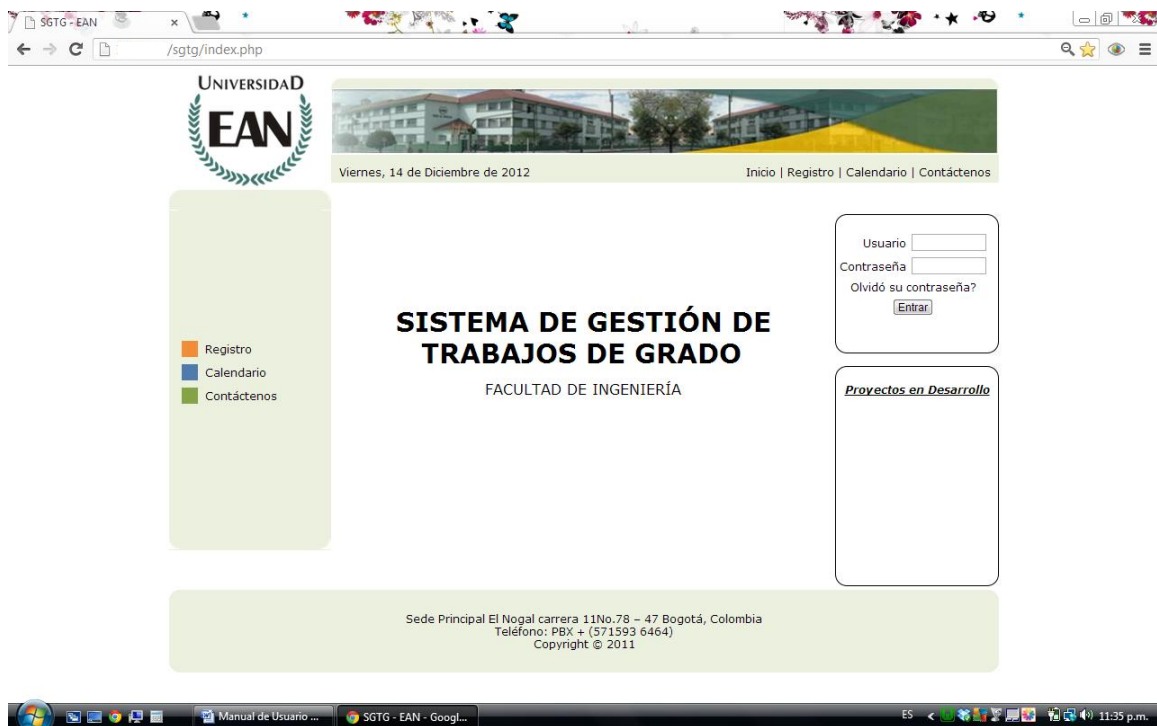 SGTG - EAN
/sgtg/index.php
UNIVERSIDAD
EAN
Viernes, 14 de Diciembre de 2012
Inicio | Registro | Calendario | Contáctenos
Usuario
Contraseña
Olvidó su contraseña?
Entrar
SISTEMA DE GESTIÓN DE
TRABAJOS DE GRADO
FACULTAD DE INGENIERÍA
Registro
Calendario
Contáctenos
Proyectos en Desarrollo
Sede Principal El Nogal carrera 11No.78 – 47 Bogotá, Colombia
Teléfono: PBX + (571593 6464)
Copyright © 2011
Manual de Usuario ...
SGTG - EAN - Googl...
ES
11:35 p.m.